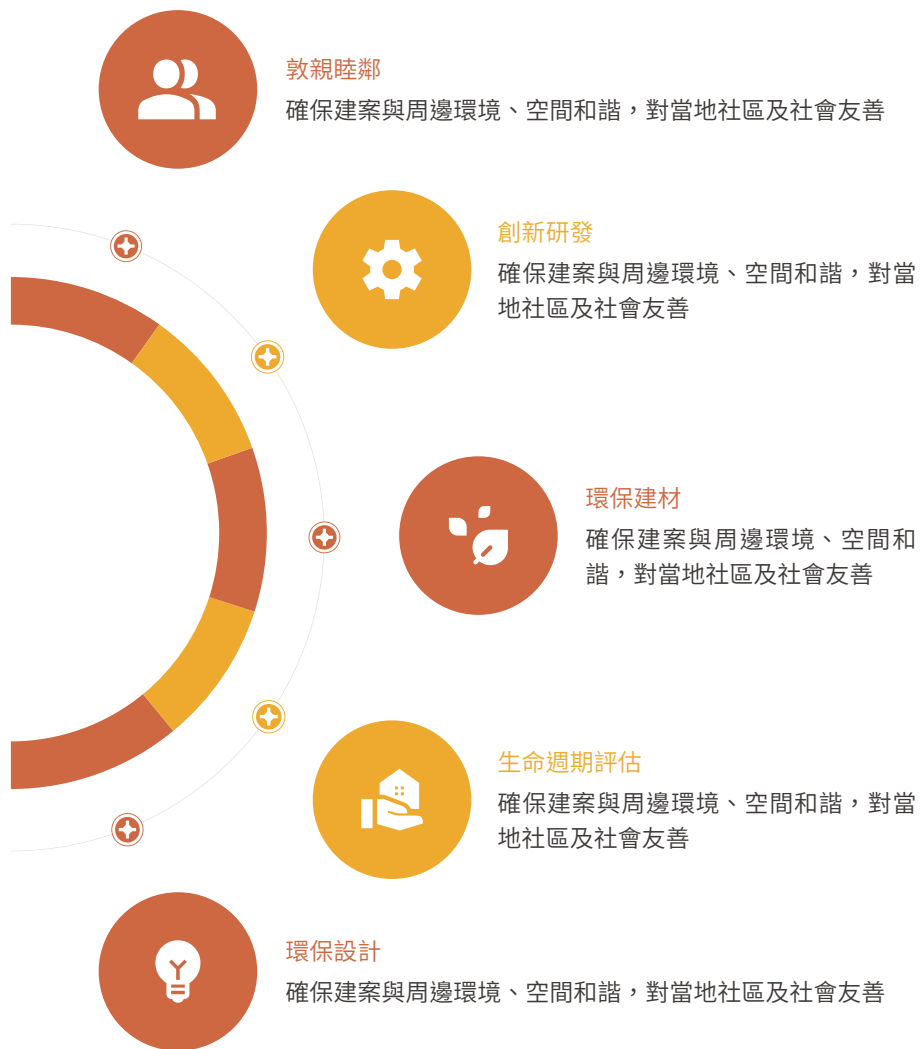 敦親睦鄰
確保建案與周邊環境、空間和諧，對當地社區及社會友善
創新研發
確保建案與周邊環境、空間和諧，對當
地社區及社會友善
環保建材
確保建案與周邊環境、空間和
諧，對當地社區及社會友善
生命週期評估
確保建案與周邊環境、空間和諧，對當
地社區及社會友善
環保設計
確保建案與周邊環境、空間和諧，對當地社區及社會友善